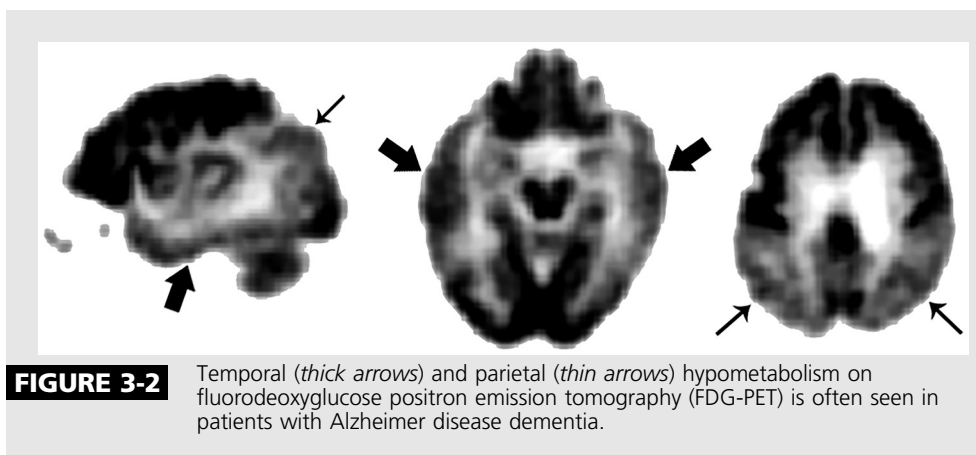 FIGURE 3-2
Temporal (thick arrows) and parietal (thin arrows) hypometabolism on
fluorodeoxyglucose positron emission tomography (FDG-PET) is often seen in
patients with Alzheimer disease dementia.